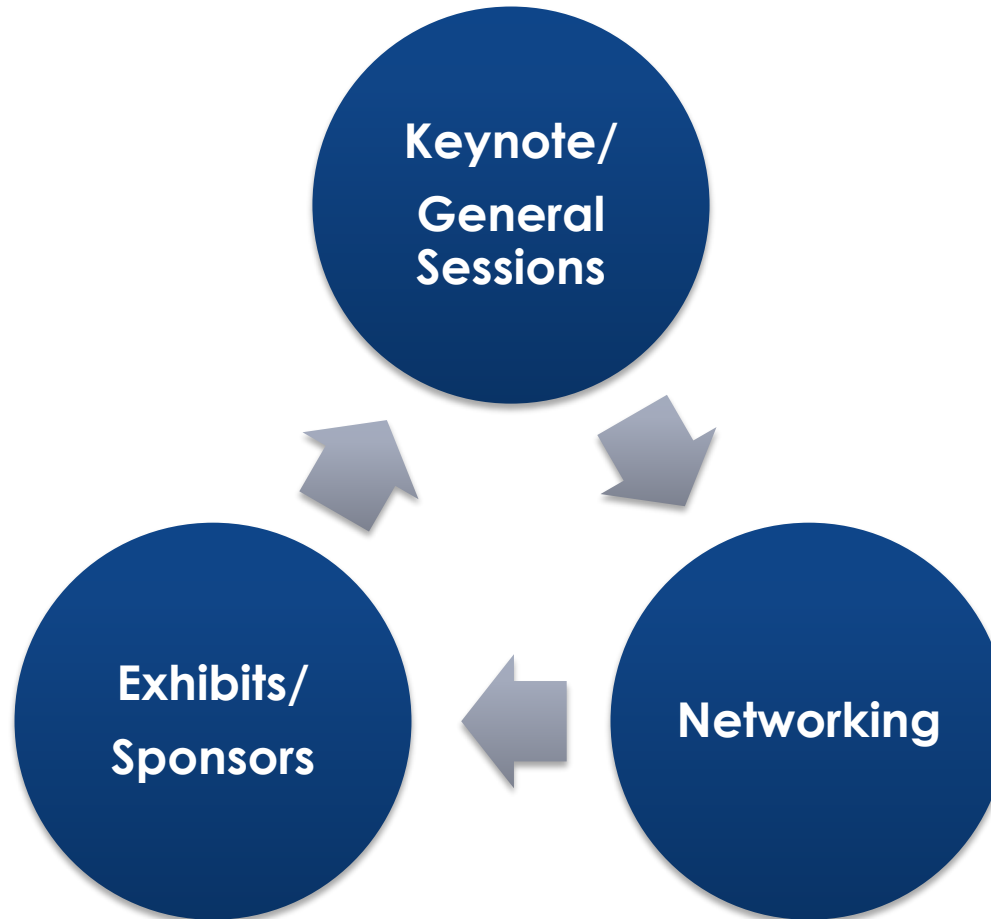 Keynote/
General
Sessions
Exhibits/
Sponsors
Networking